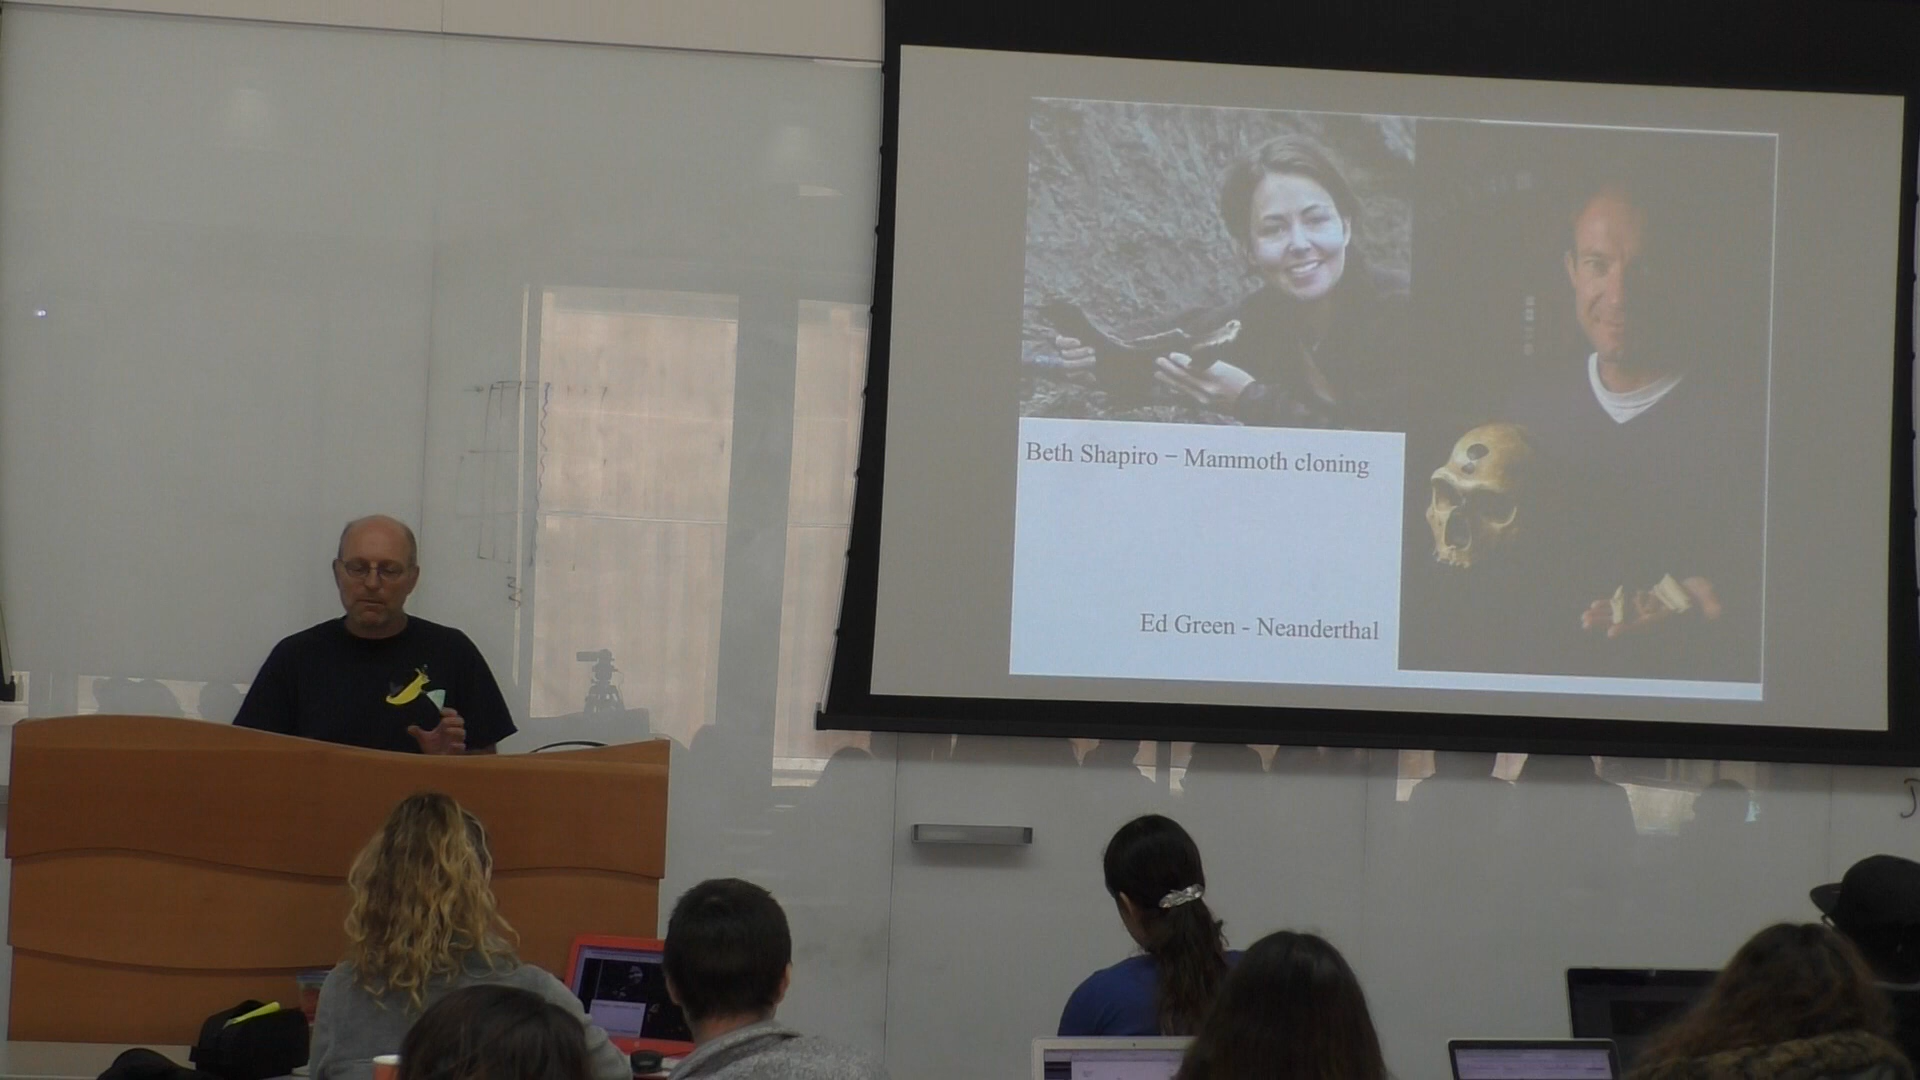 Beth Shapiro – Mammoth cloning
Ed Green - Neanderthal